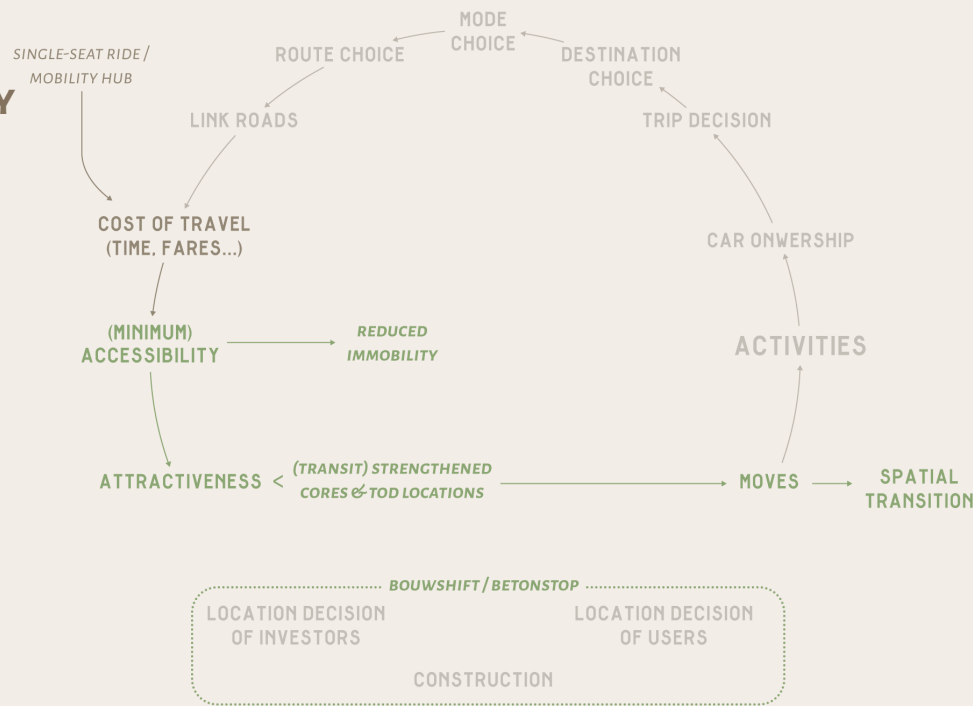 MODE
CHOICE
SINGLE-SEAT RIDE /
MOBILITY HUB
ROUTE CHOICE
DESTINATION
CHOICE
Y
LINK ROADS
TRIP DECISION
COST OF TRAVEL
(TIME, FARES...)
CAR ONWERSHIP
(MINIMUM)
ACCESSIBILITY
REDUCED
IMMOBILITY
ACTIVITIES
ATTRACTIVENESS <
(TRANSIT) STRENGTHENED
CORES & TOD LOCATIONS
MOVES
SPATIAL
TRANSITION
BOUWSHIFT / BETONSTOP
LOCATION DECISION
OF INVESTORS
LOCATION DECISION
OF USERS
CONSTRUCTION